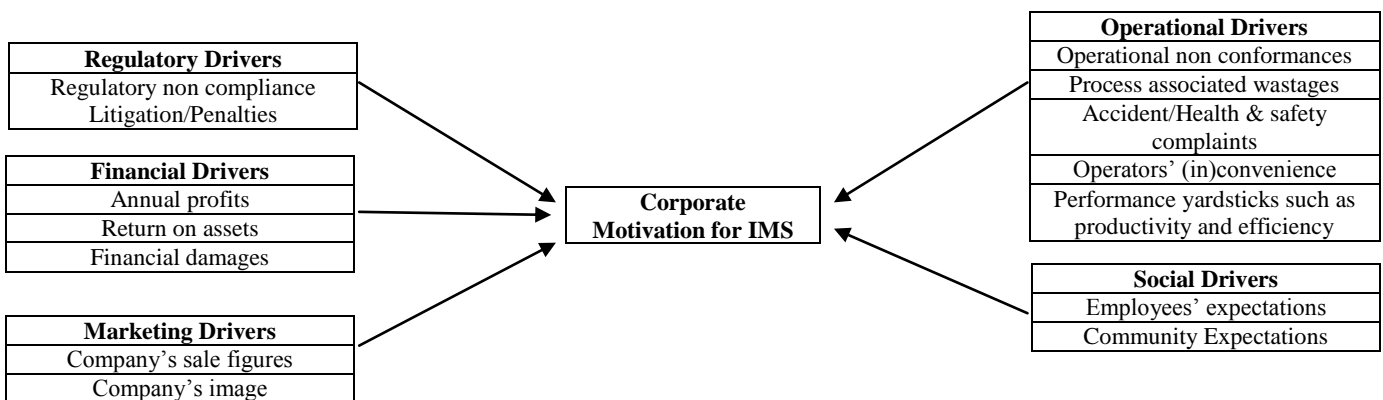 Regulatory Drivers
Regulatory non compliance
Litigation/Penalties
Financial Drivers
Annual profits
Return on assets
Financial damages
Marketing Drivers
Company’s sale figures
Company’s image
Corporate
Motivation for IMS
Operational Drivers
Operational non conformances
Process associated wastages
Accident/Health & safety
complaints
Operators’ (in)convenience
Performance yardsticks such as
productivity and efficiency
Social Drivers
Employees’ expectations
Community Expectations